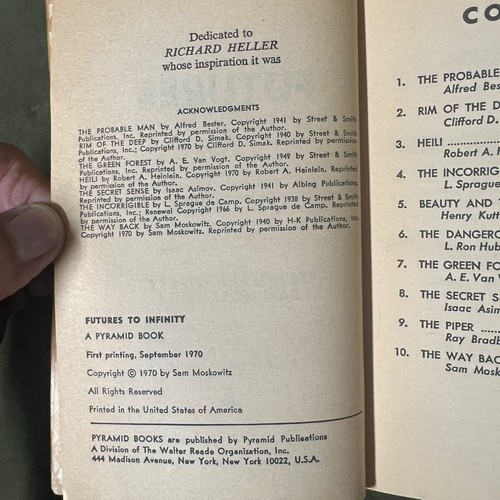 Dedicated to
RICHARD HELLER
whose inspiration it was
ACKNOWLEDGMENTS
THE PROBABLE MAN by Alfred Bester. Copyright 1941 by Street & Smith
Publications, Inc. Reprinted by permission of the Author.
RIM OF THE DEEP by Clifford D. Simak. Copyright 1940 by Street & Smith
Publications, Inc.; Copyright 1970 by Clifford D. Simak. Reprinted by permission
of the Author.
THE GREEN FOREST by A. E. Van Vogt. Copyright 1949 by Street & Smith
Publications, Inc. Reprinted by permission of the Author.
HEILI by Robert A. Heinlein. Copyright 1970 by Robert A. Heinlein. Reprinted
by permission of the Author.
THE SECRET SENSE by Isaac Asimov. Copyright 1941 by Albing Publications.
Reprinted by permission of the Author.
THE INCORRIGIBLE by L. Sprague de Camp. Copyright 1938 by Street & Smith
Publications, Inc.; Renewal Copyright 1966 by L. Sprague de Camp. Reprinted
by permission of the Author.
THE WAY BACK by Sam Moskowitz. Copyright 1940 by H-K Publications, Inc.
Copyright 1970 by Sam Moskowitz. Reprinted by permission of the Author.
FUTURES TO INFINITY
A PYRAMID BOOK
First printing, September 1970
Copyright © 1970 by Sam Moskowitz
All Rights Reserved
Printed in the United States of America
PYRAMID BOOKS are published by Pyramid Publications
A Division of The Walter Reade Organization, Inc.
444 Madison Avenue, New York, New York 10022, U.S.A.
CO
1. THE PROBABLE
Alfred Bes
2. RIM OF THE D
Clifford D.
3. HEILI
Robert A.
4. THE INCORRIG
L. Sprague
5. BEAUTY AND
Henry Kutt
6. THE DANGERO
L. Ron Hub
7. THE GREEN FO
A. E. Van
8. THE SECRET S
Isaac Asim
9. THE PIPER
Ray Bradb
10. THE WAY BAC
Sam Mosk